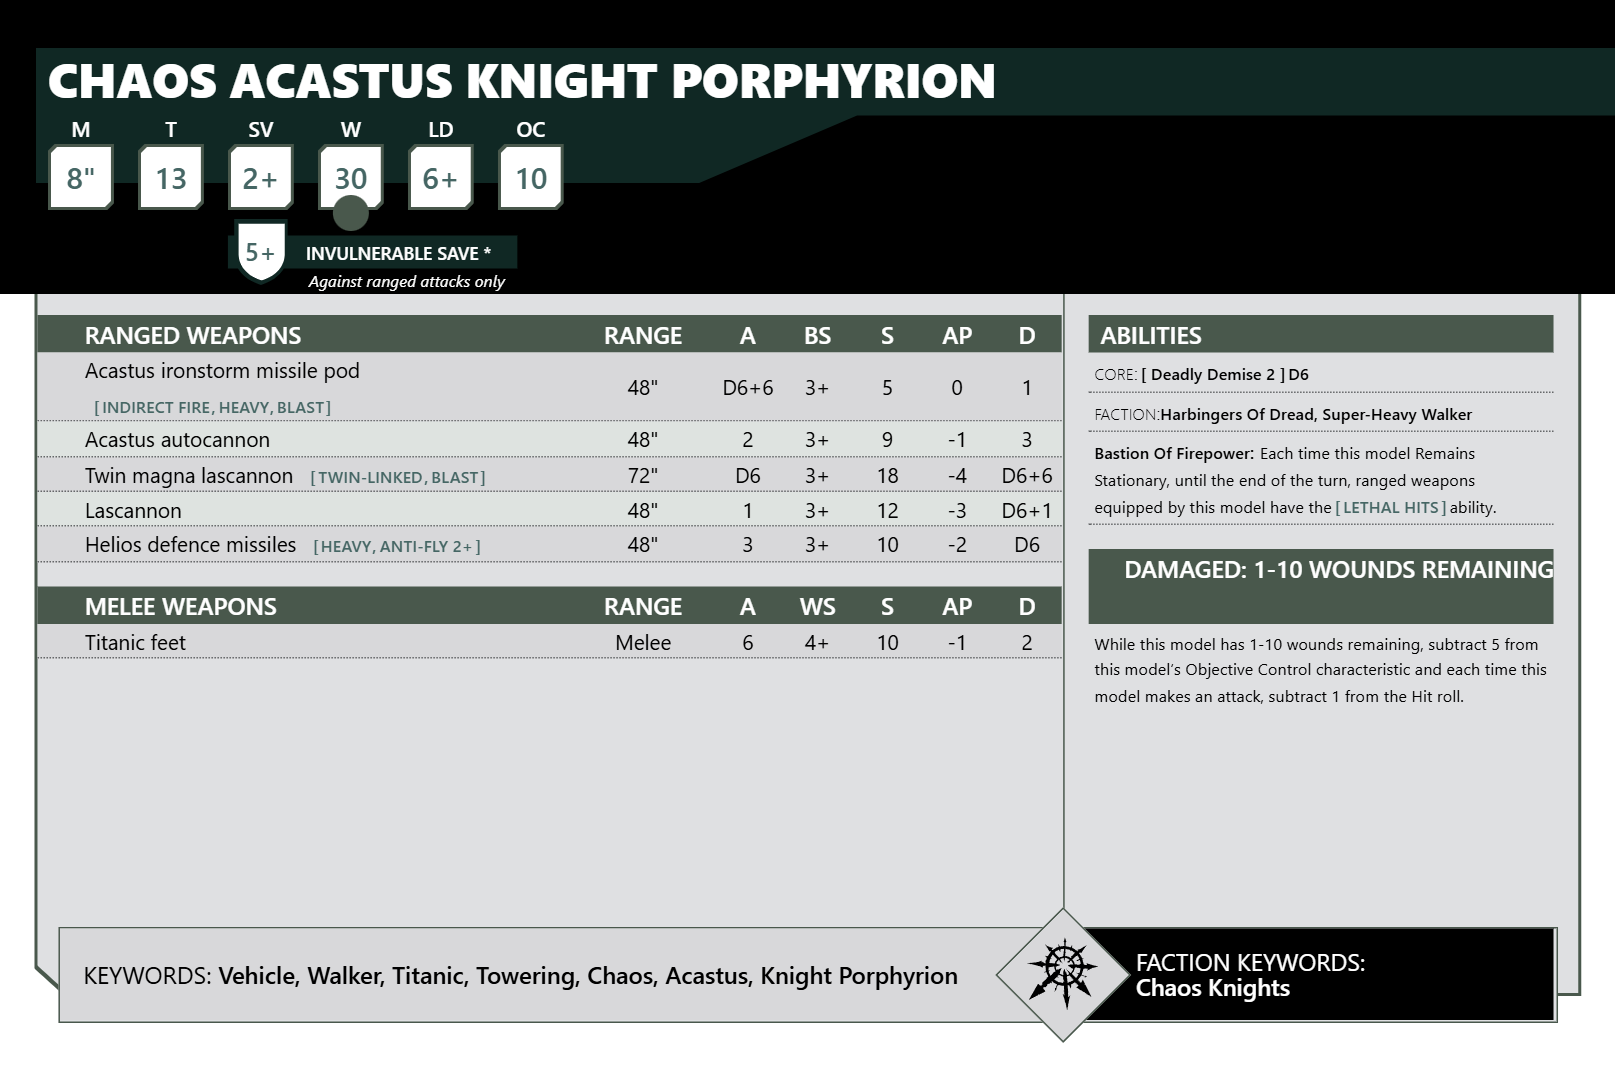 CHAOS ACASTUS KNIGHT PORPHYRION
M T SV W LD OC
8" 13 2+ 30 6+ 10
5+ INVULNERABLE SAVE *
Against ranged attacks only
RANGED WEAPONS RANGE A BS S AP D
Acastus ironstorm missile pod
[INDIRECT FIRE, HEAVY, BLAST] 48" D6+6 3+ 5 0 1
Acastus autocannon 48" 2 3+ 9 -1 3
Twin magna lascannon [TWIN-LINKED, BLAST] 72" D6 3+ 18 -4 D6+6
Lascannon 48" 1 3+ 12 -3 D6+1
Helios defence missiles [HEAVY, ANTI-FLY 2+] 48" 3 3+ 10 -2 D6
MELEE WEAPONS RANGE A WS S AP D
Titanic feet Melee 6 4+ 10 -1 2
ABILITIES
CORE: [ Deadly Demise 2 ] D6
FACTION:Harbingers Of Dread, Super-Heavy Walker
Bastion Of Firepower: Each time this model Remains
Stationary, until the end of the turn, ranged weapons
equipped by this model have the [ LETHAL HITS ] ability.
DAMAGED: 1-10 WOUNDS REMAINING
While this model has 1-10 wounds remaining, subtract 5 from
this model's Objective Control characteristic and each time this
model makes an attack, subtract 1 from the Hit roll.
KEYWORDS: Vehicle, Walker, Titanic, Towering, Chaos, Acastus, Knight Porphyrion
FACTION KEYWORDS:
Chaos Knights